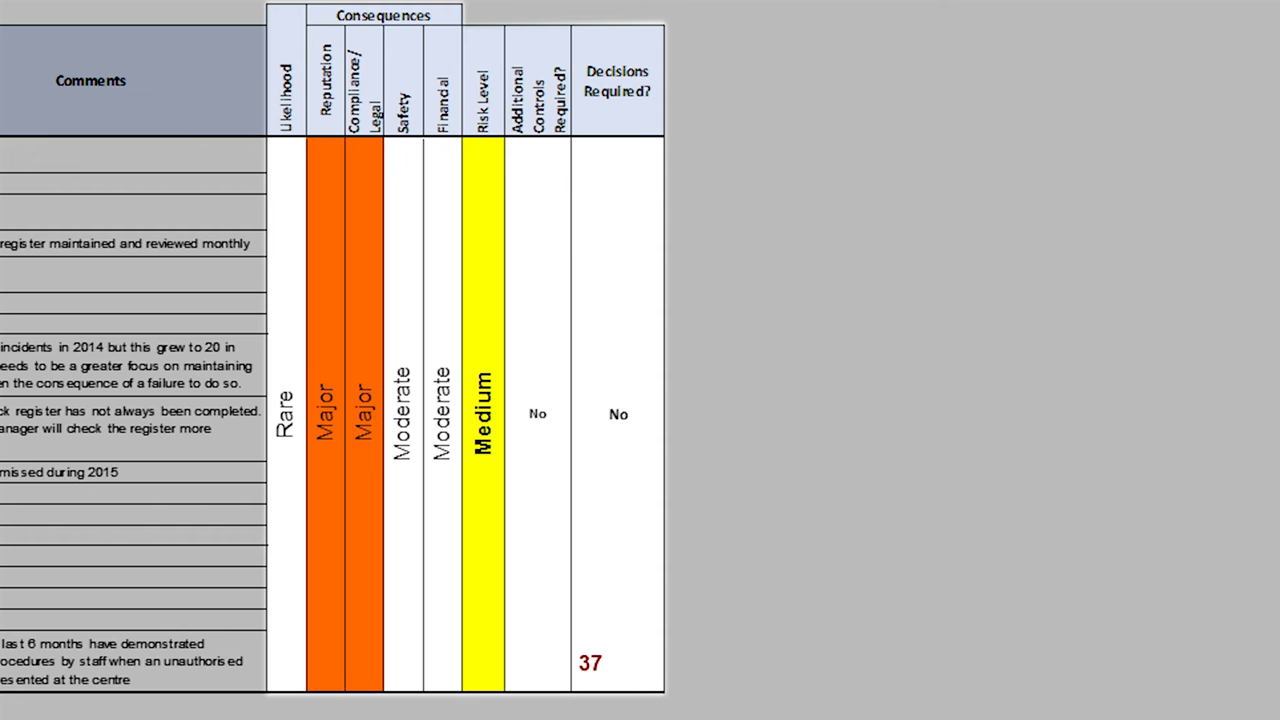 Consequences
Comments
Likelihood
Reputation
Compliance/
Legal
Safety
Financial
Risk Level
Additional
Controls
Required?
Decisions
Required?
register maintained and reviewed monthly
incidents in 2014 but this grew to 20 in
eeds to be a greater focus on maintaining
en the consequence of a failure to do so.
ck register has not always been completed.
anager will check the register more
missed during 2015
last 6 months have demonstrated
ocedures by staff when an unauthorised
esented at the centre
Rare
Major
Major
Moderate
Moderate
Medium
No
No
37